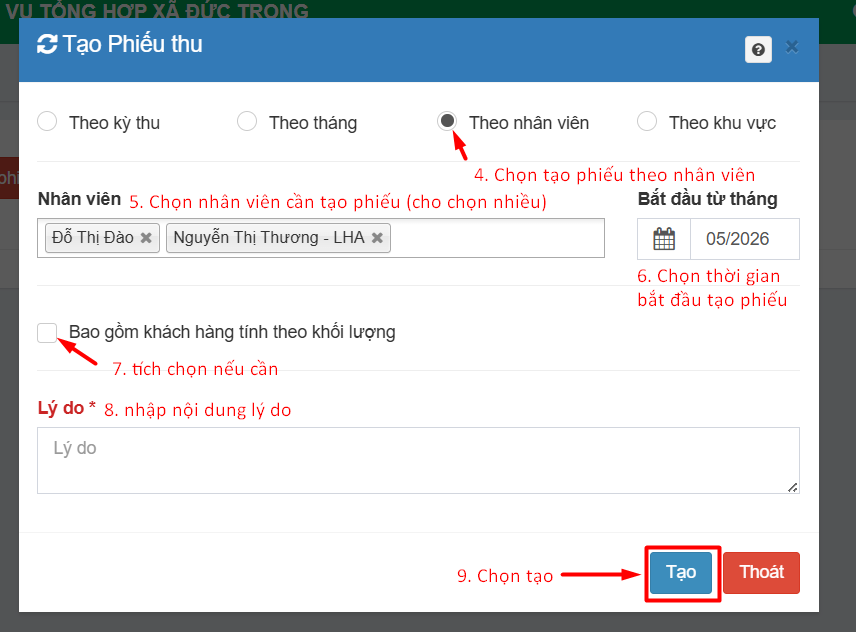 VỤ TỔNG HỢP XÃ ĐỨC TRỌNG
Tạo Phiếu thu
Theo kỳ thu
Theo tháng
Theo nhân viên
Theo khu vực
4. Chọn tạo phiếu theo nhân viên
Nhân viên 5. Chọn nhân viên cần tạo phiếu (cho chọn nhiều)
Bắt đầu từ tháng
Đỗ Thị Đào
Nguyễn Thị Thương - LHA
05/2026
6. Chọn thời gian
bắt đầu tạo phiếu
Bao gồm khách hàng tính theo khối lượng
7. tích chọn nếu cần
Lý do * 8. nhập nội dung lý do
Lý do
9. Chọn tạo
Tạo
Thoát